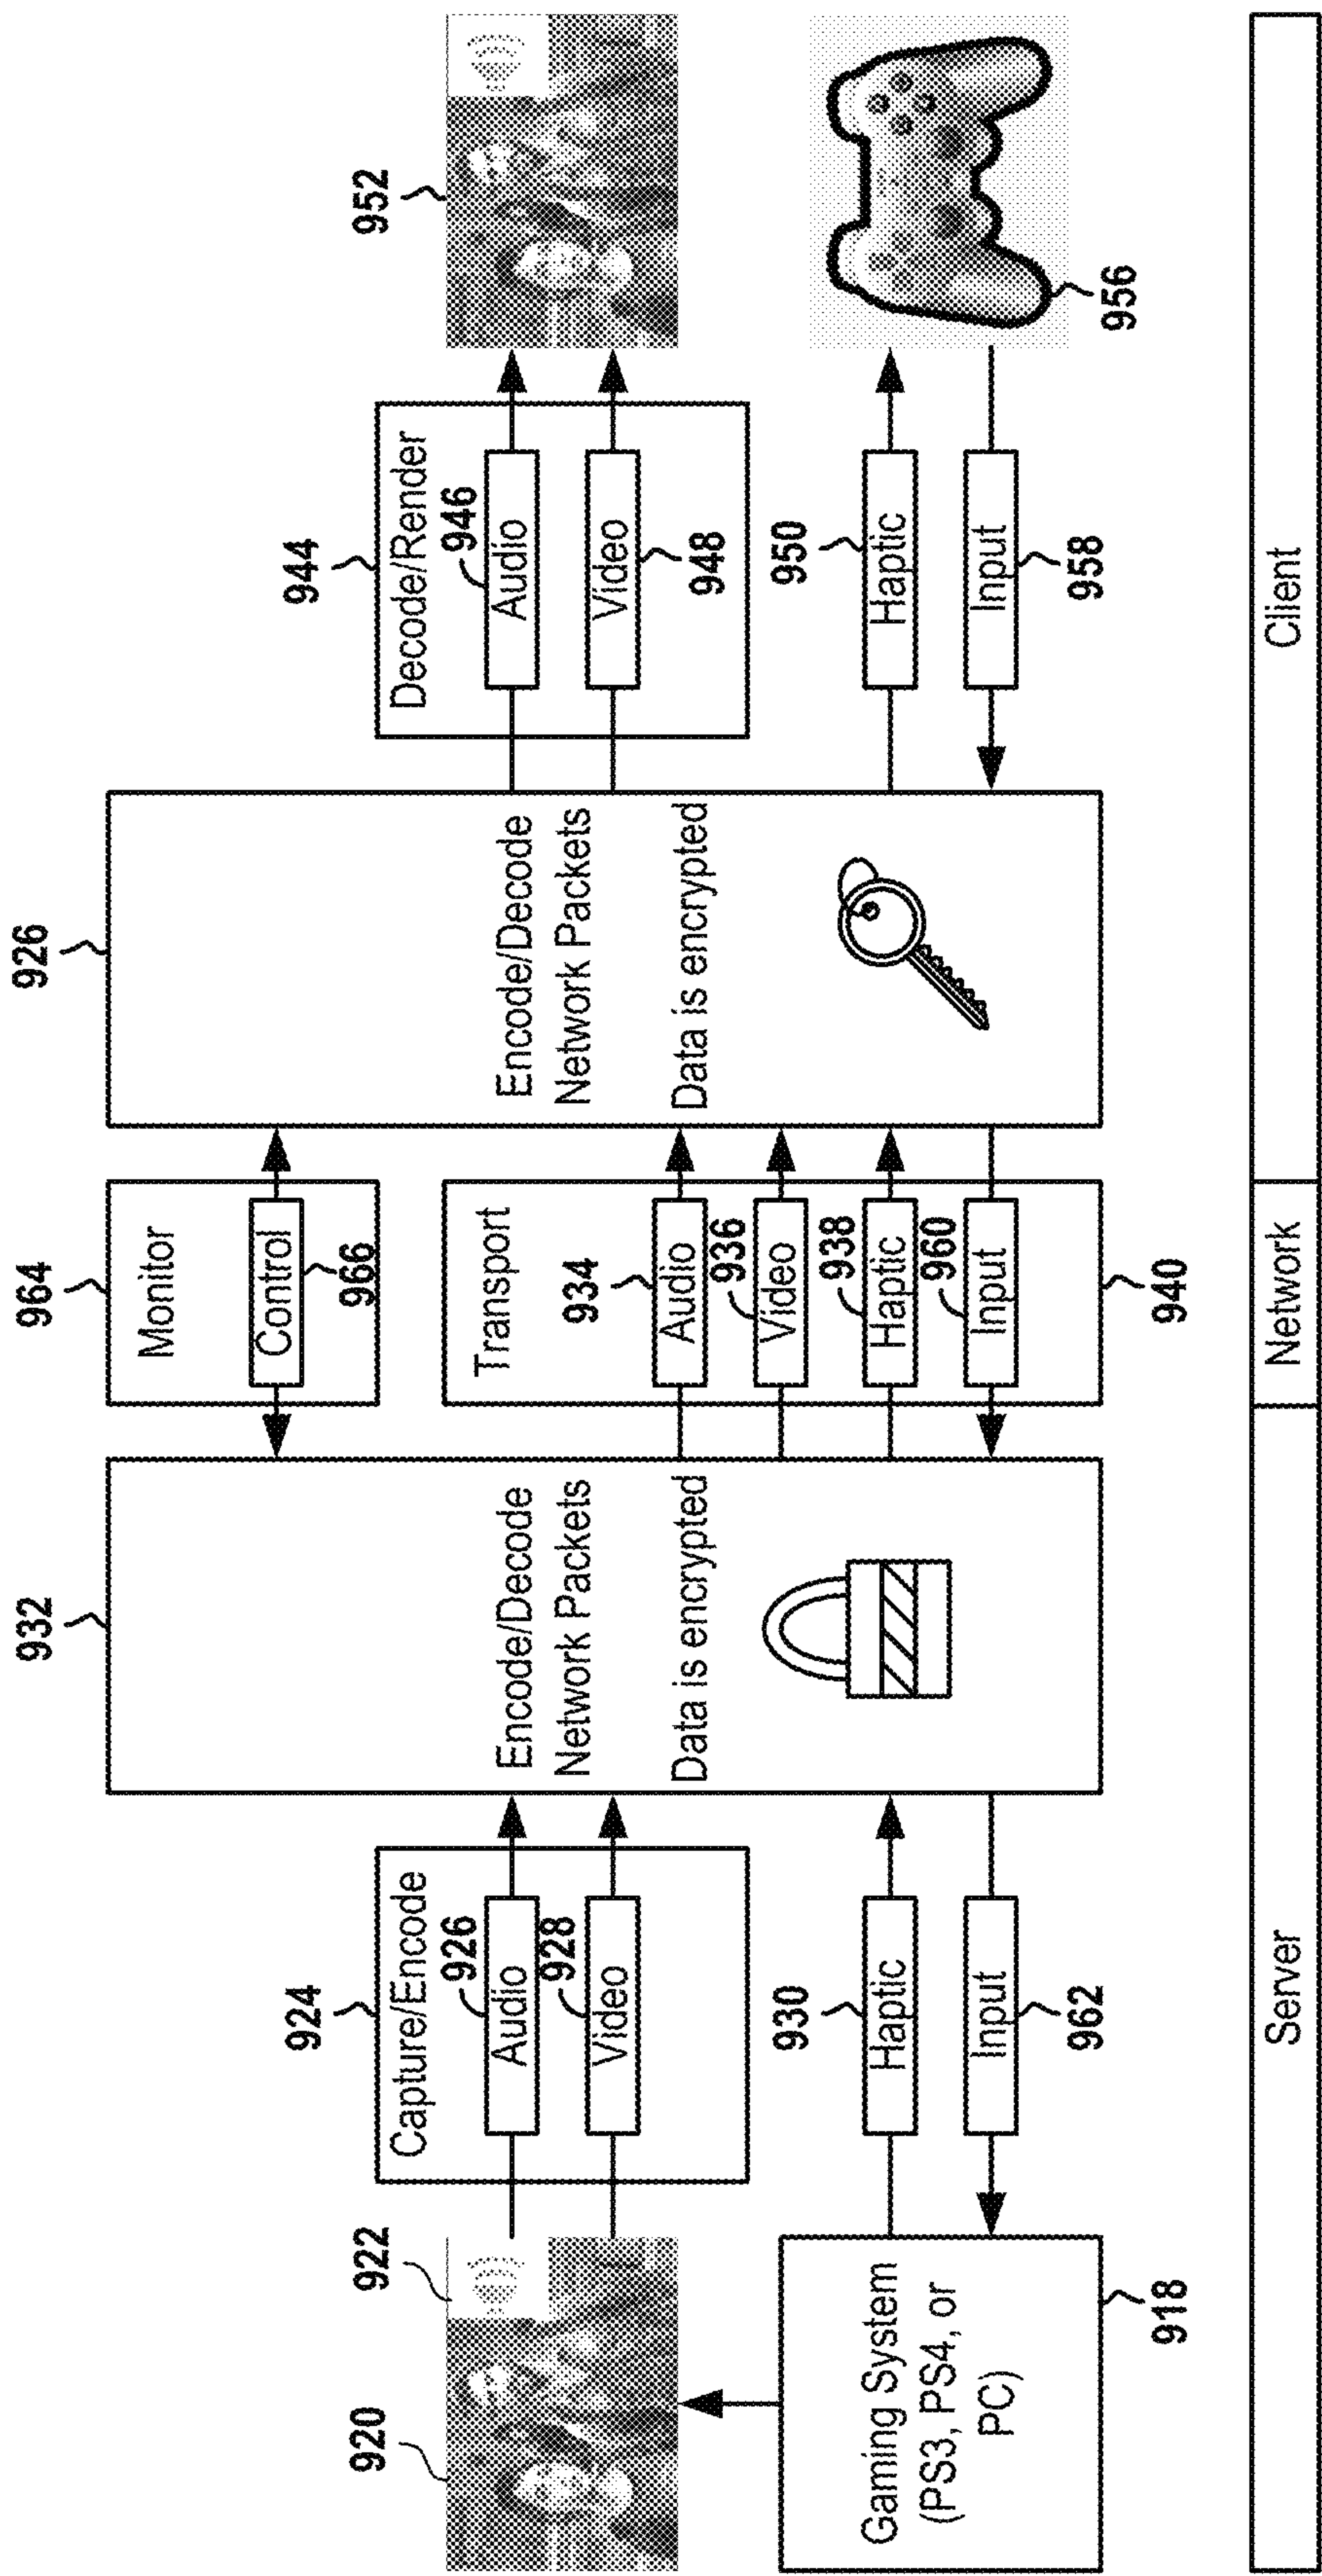 920
922
Gaming System
(PS3, PS4, or
PC)
918
924
Capture/Encode
926
Audio
928
Video
930
Haptic
Input
962
932
Encode/Decode
Network Packets
Data is encrypted
964
Monitor
Control
966
Transport
934
Audio
936
Video
938
Haptic
960
Input
940
926
Encode/Decode
Network Packets
Data is encrypted
944
Decode/Render
946
Audio
Video
948
950
Haptic
Input
958
952
956
Server
Network
Client